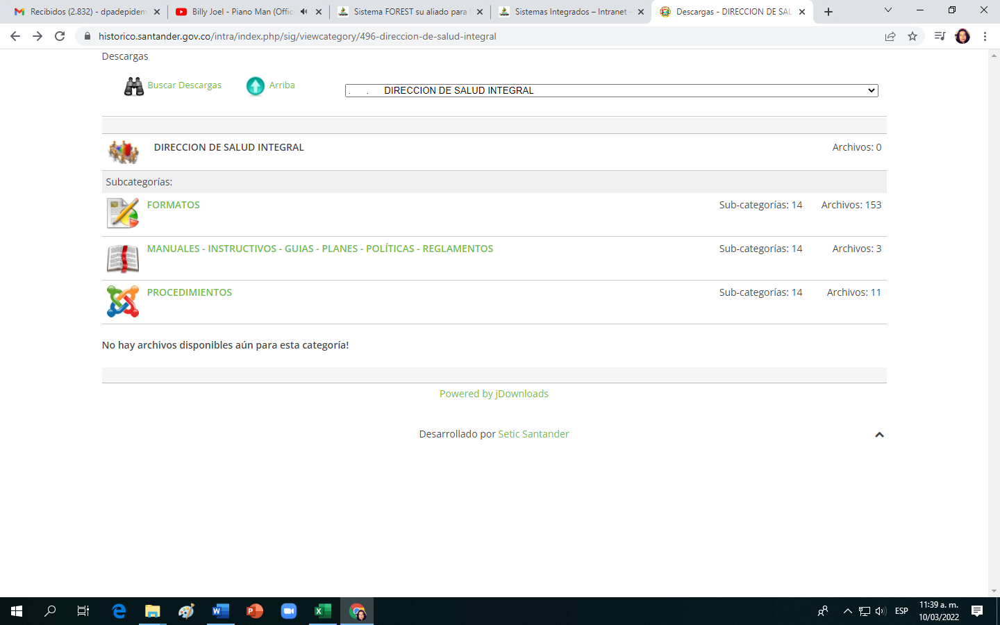 Recibidos (2.832) - dpadepidem
Billy Joel - Piano Man (Offic
Sistema FOREST su aliado para
Sistemas Integrados – Intranet -
Descargas - DIRECCION DE SAL
historico.santander.gov.co/intra/index.php/sig/viewcategory/496-direccion-de-salud-integral
Descargas
Buscar Descargas
Arriba
. . DIRECCION DE SALUD INTEGRAL
DIRECCION DE SALUD INTEGRAL Archivos: 0
Subcategorías:
FORMATOS Sub-categorías: 14 Archivos: 153
MANUALES - INSTRUCTIVOS - GUIAS - PLANES - POLÍTICAS - REGLAMENTOS Sub-categorías: 14 Archivos: 3
PROCEDIMIENTOS Sub-categorías: 14 Archivos: 11
No hay archivos disponibles aún para esta categoría!
Powered by jDownloads
Desarrollado por Setic Santander
ESP
11:39 a. m.
10/03/2022